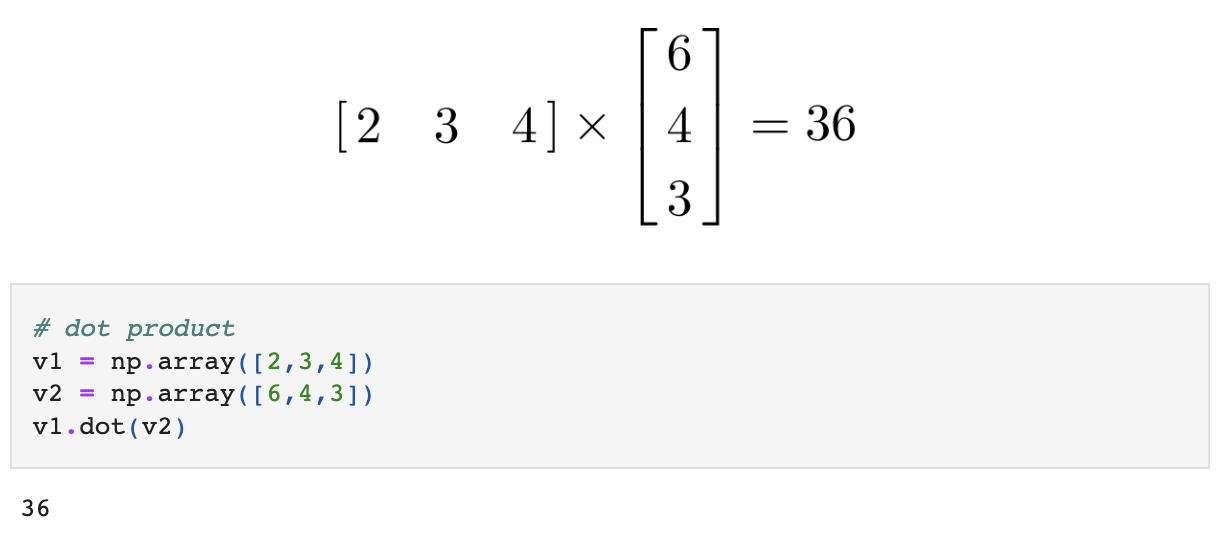 [2 3 4] × [6 4 3] = 36
# dot product
v1 = np.array([2,3,4])
v2 = np.array([6,4,3])
v1.dot(v2)
36